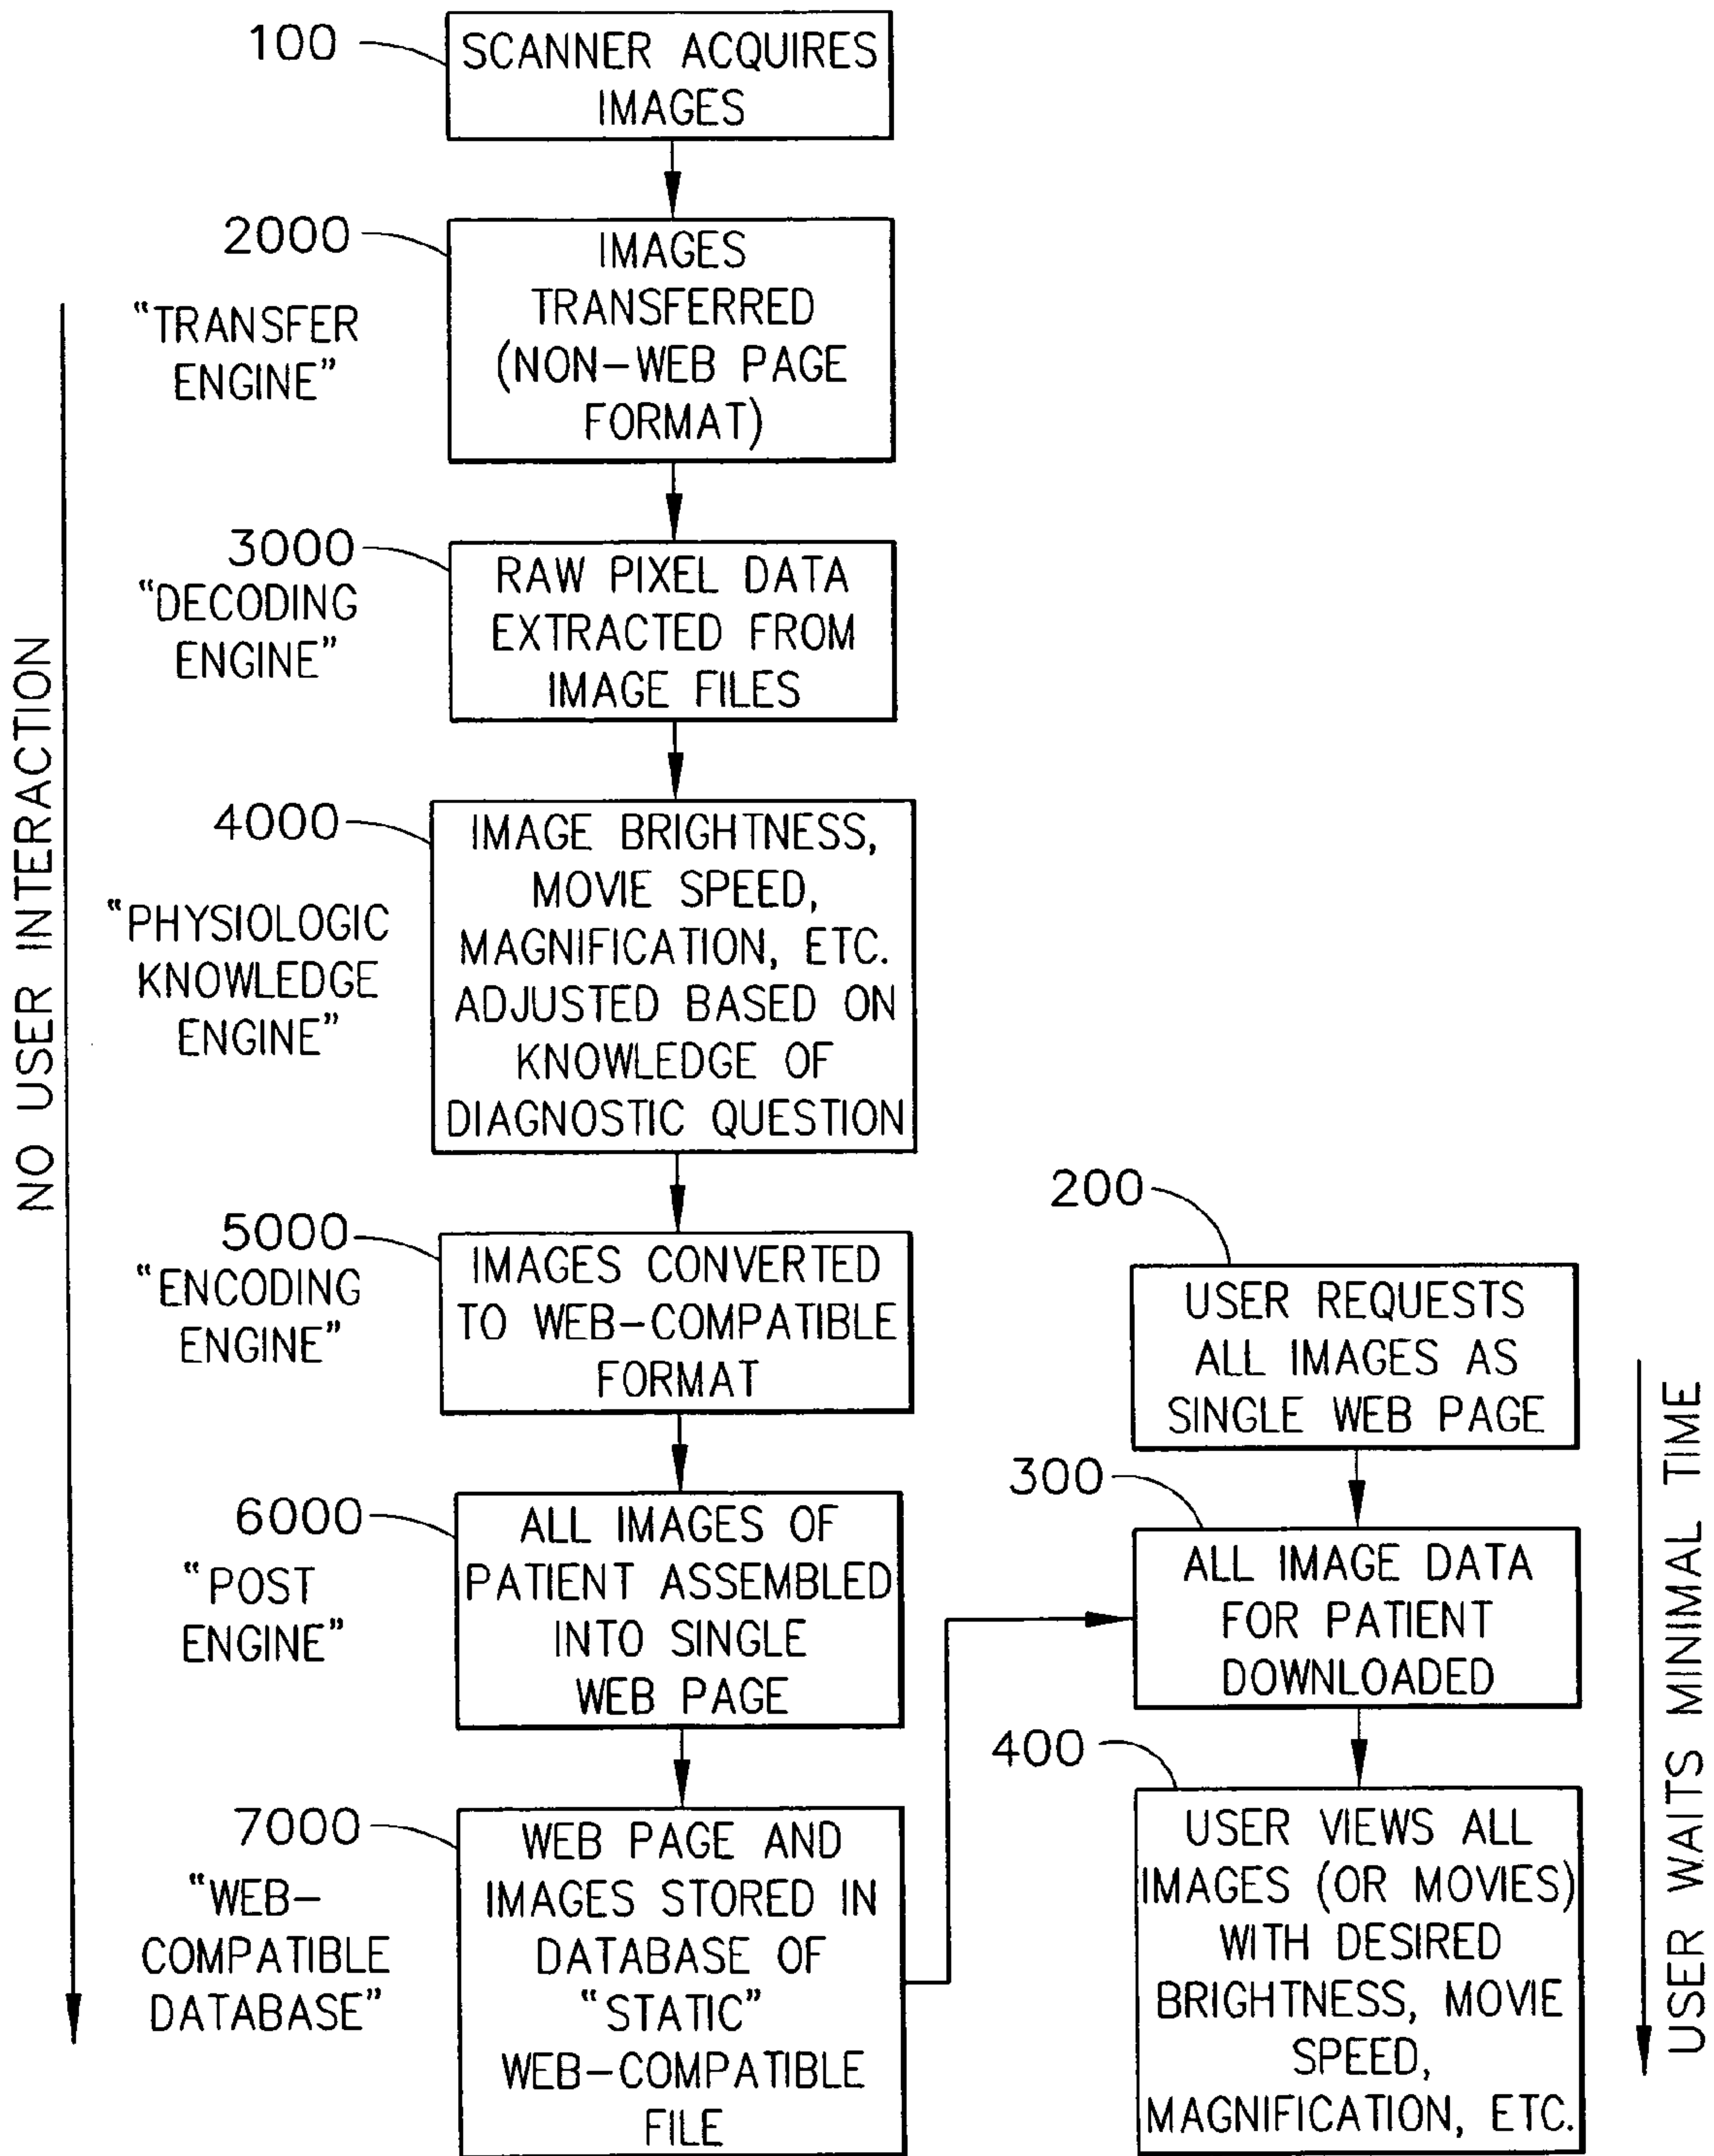 100
SCANNER ACQUIRES
IMAGES
2000
"TRANSFER
ENGINE"
IMAGES
TRANSFERRED
(NON-WEB PAGE
FORMAT)
3000
"DECODING
ENGINE"
RAW PIXEL DATA
EXTRACTED FROM
IMAGE FILES
4000
"PHYSIOLOGIC
KNOWLEDGE
ENGINE"
IMAGE BRIGHTNESS,
MOVIE SPEED,
MAGNIFICATION, ETC.
ADJUSTED BASED ON
KNOWLEDGE OF
DIAGNOSTIC QUESTION
5000
"ENCODING
ENGINE"
IMAGES CONVERTED
TO WEB-COMPATIBLE
FORMAT
6000
"POST
ENGINE"
ALL IMAGES OF
PATIENT ASSEMBLED
INTO SINGLE
WEB PAGE
7000
"WEB-
COMPATIBLE
DATABASE"
WEB PAGE AND
IMAGES STORED IN
DATABASE OF
"STATIC"
WEB-COMPATIBLE
FILE
NO USER INTERACTION
200
USER REQUESTS
ALL IMAGES AS
SINGLE WEB PAGE
300
ALL IMAGE DATA
FOR PATIENT
DOWNLOADED
400
USER VIEWS ALL
IMAGES (OR MOVIES)
WITH DESIRED
BRIGHTNESS, MOVIE
SPEED,
MAGNIFICATION, ETC.
USER WAITS MINIMAL TIME